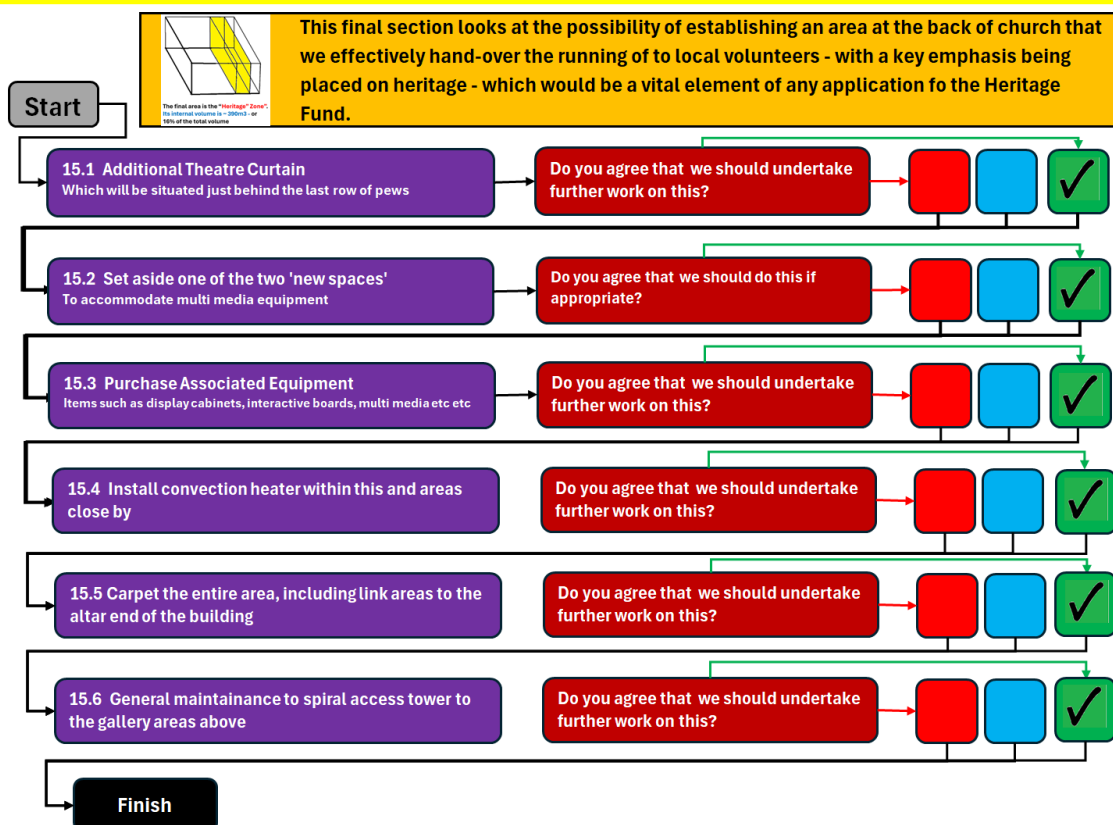 This final section looks at the possibility of establishing an area at the back of church that
we effectively hand-over the running of to local volunteers - with a key emphasis being
placed on heritage - which would be a vital element of any application fo the Heritage
Fund.
The final area is the "Heritage" Zone".
Its internal volume is ~ 390m3 - or
16% of the total volume
Start
15.1 Additional Theatre Curtain
Which will be situated just behind the last row of pews
Do you agree that we should undertake
further work on this?
15.2 Set aside one of the two 'new spaces'
To accommodate multi media equipment
Do you agree that we should do this if
appropriate?
15.3 Purchase Associated Equipment
Items such as display cabinets, interactive boards, multi media etc etc
Do you agree that we should undertake
further work on this?
15.4 Install convection heater within this and areas
close by
Do you agree that we should undertake
further work on this?
15.5 Carpet the entire area, including link areas to the
altar end of the building
Do you agree that we should undertake
further work on this?
15.6 General maintainance to spiral access tower to
the gallery areas above
Do you agree that we should undertake
further work on this?
Finish